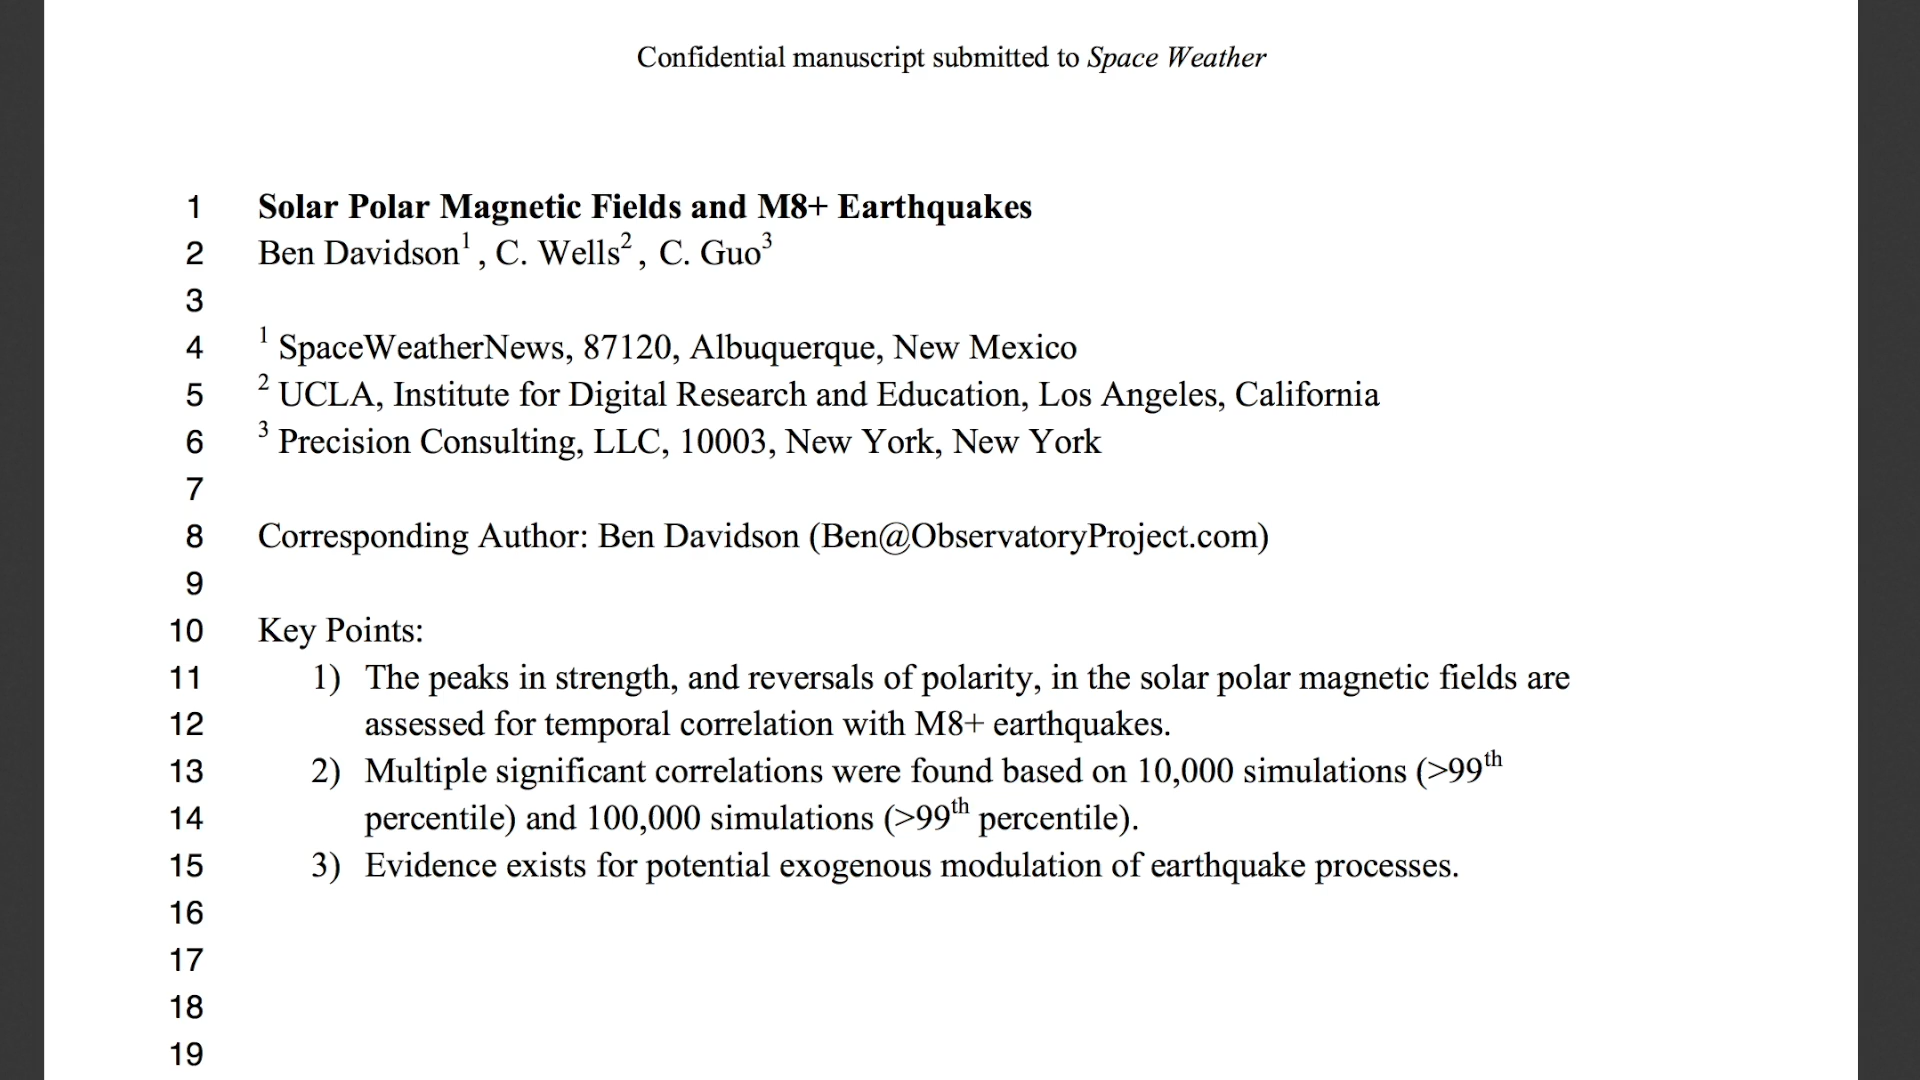 Confidential manuscript submitted to Space Weather
1 Solar Polar Magnetic Fields and M8+ Earthquakes
2 Ben Davidson1 , C. Wells2 , C. Guo3
3
4 1 SpaceWeatherNews, 87120, Albuquerque, New Mexico
5 2 UCLA, Institute for Digital Research and Education, Los Angeles, California
6 3 Precision Consulting, LLC, 10003, New York, New York
7
8 Corresponding Author: Ben Davidson (Ben@ObservatoryProject.com)
9
10 Key Points:
11 1) The peaks in strength, and reversals of polarity, in the solar polar magnetic fields are
12 assessed for temporal correlation with M8+ earthquakes.
13 2) Multiple significant correlations were found based on 10,000 simulations (>99th
14 percentile) and 100,000 simulations (>99th percentile).
15 3) Evidence exists for potential exogenous modulation of earthquake processes.
16
17
18
19